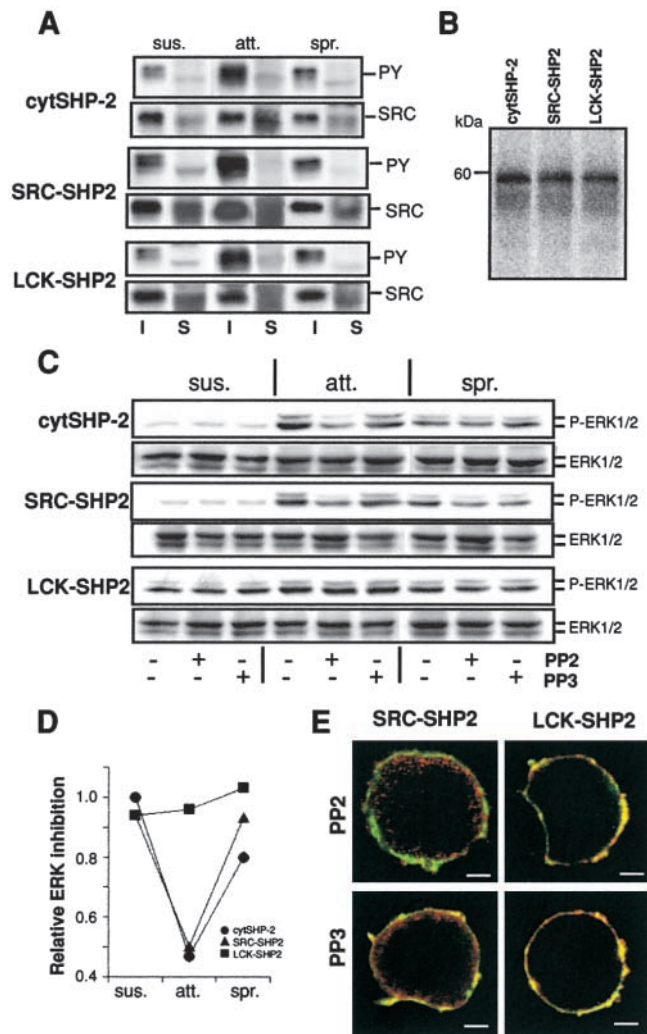 A
sus. att. spr.
cytSHP-2
PY
SRC
SRC-SHP2
PY
SRC
LCK-SHP2
PY
SRC
I S I S I S
B
cytSHP-2
SRC-SHP2
LCK-SHP2
kDa
60
C
sus. att. spr.
cytSHP-2
P-ERK1/2
ERK1/2
SRC-SHP2
P-ERK1/2
ERK1/2
LCK-SHP2
P-ERK1/2
ERK1/2
- + - - + - - + - PP2
- - + - - + - - + PP3
D
Relative ERK inhibition
1.0
0.8
0.6
0.4
cytSHP-2
SRC-SHP2
LCK-SHP2
sus. att. spr.
E
SRC-SHP2 LCK-SHP2
PP2
PP3